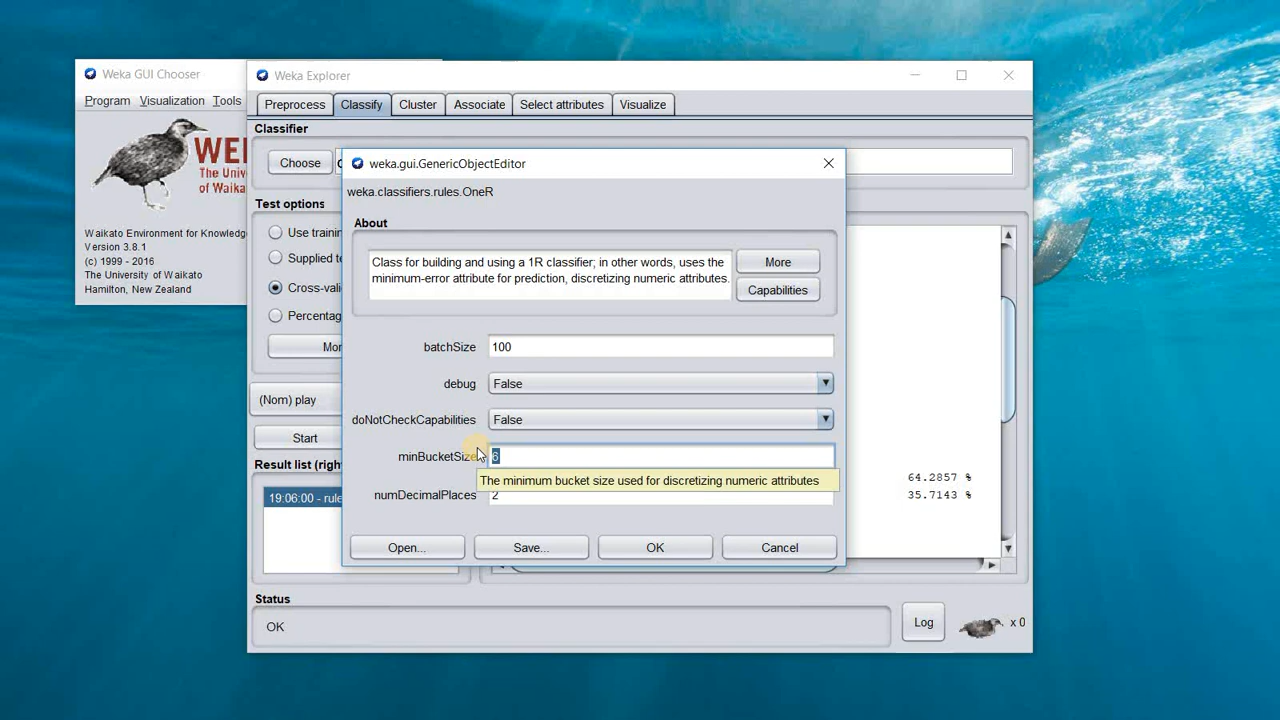 Weka GUI Chooser
Program Visualization Tools
The Uni
of Waika
Waikato Environment for Knowledg
Version 3.8.1
(c) 1999 - 2016
The University of Waikato
Hamilton, New Zealand
Weka Explorer
Preprocess Classify Cluster Associate Select attributes Visualize
Classifier
Choose
Test options
Use trainin
Supplied te
Cross-vali
Percentag
Mor
(Nom) play
Start
Result list (righ
19:06:00 - rule
64.2857 %
35.7143 %
Status
OK
Log
x 0
weka.gui.GenericObjectEditor
weka.classifiers.rules.OneR
About
Class for building and using a 1R classifier; in other words, uses the
minimum-error attribute for prediction, discretizing numeric attributes.
More
Capabilities
batchSize 100
debug False
doNotCheckCapabilities False
minBucketSize 6
The minimum bucket size used for discretizing numeric attributes
numDecimalPlaces 2
Open... Save... OK Cancel